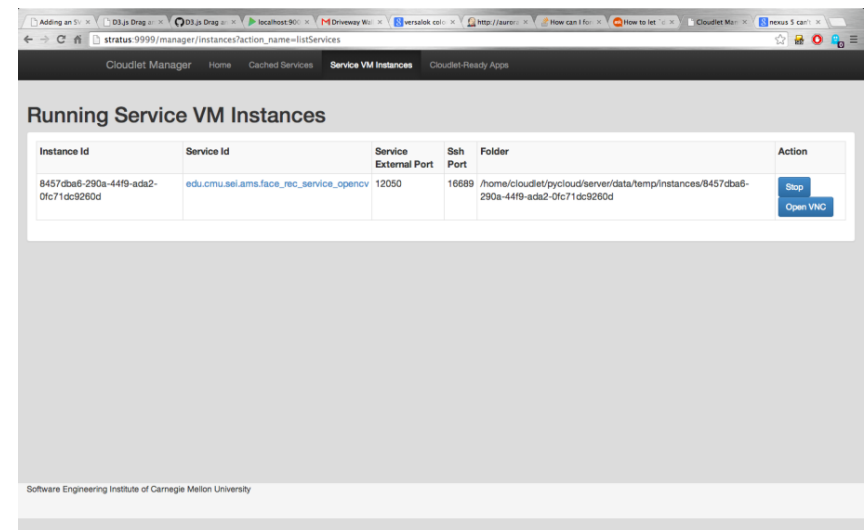 Adding an SV
D3.js Drag an
D3.js Drag an
localhost:900
Driveway Wal
versalok colo
http://aurora
How can I for
How to let
Cloudlet Man
nexus 5 can't
stratus:9999/manager/instances?action_name=listServices
Cloudlet Manager Home Cached Services Service VM Instances Cloudlet-Ready Apps
Running Service VM Instances
Instance Id Service Id Service External Port Ssh Port Folder Action
8457dba6-290a-44f9-ada2-0fc71dc9260d edu.cmu.sei.ams.face_rec_service_opencv 12050 16689 /home/cloudlet/pycloud/server/data/temp/instances/8457dba6-290a-44f9-ada2-0fc71dc9260d Stop
Open VNC
Software Engineering Institute of Carnegie Mellon University